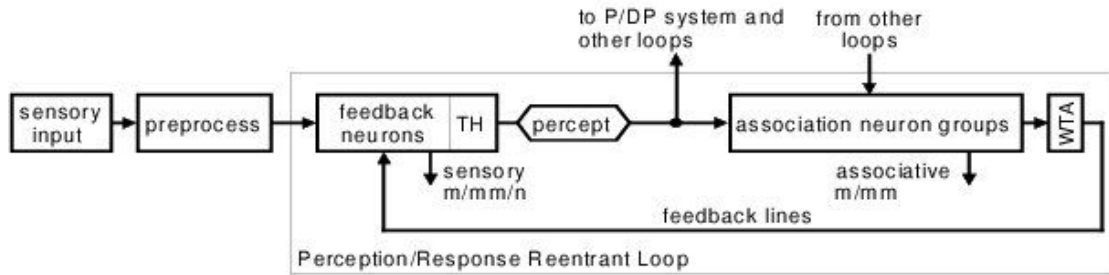 to P/DP system and
other loops
from other
loops
sensory
input
preprocess
feedback
neurons
TH
percept
association neuron groups
WTA
sensory
m/mm/n
associative
m/mm
feedback lines
Perception/Response Reentrant Loop